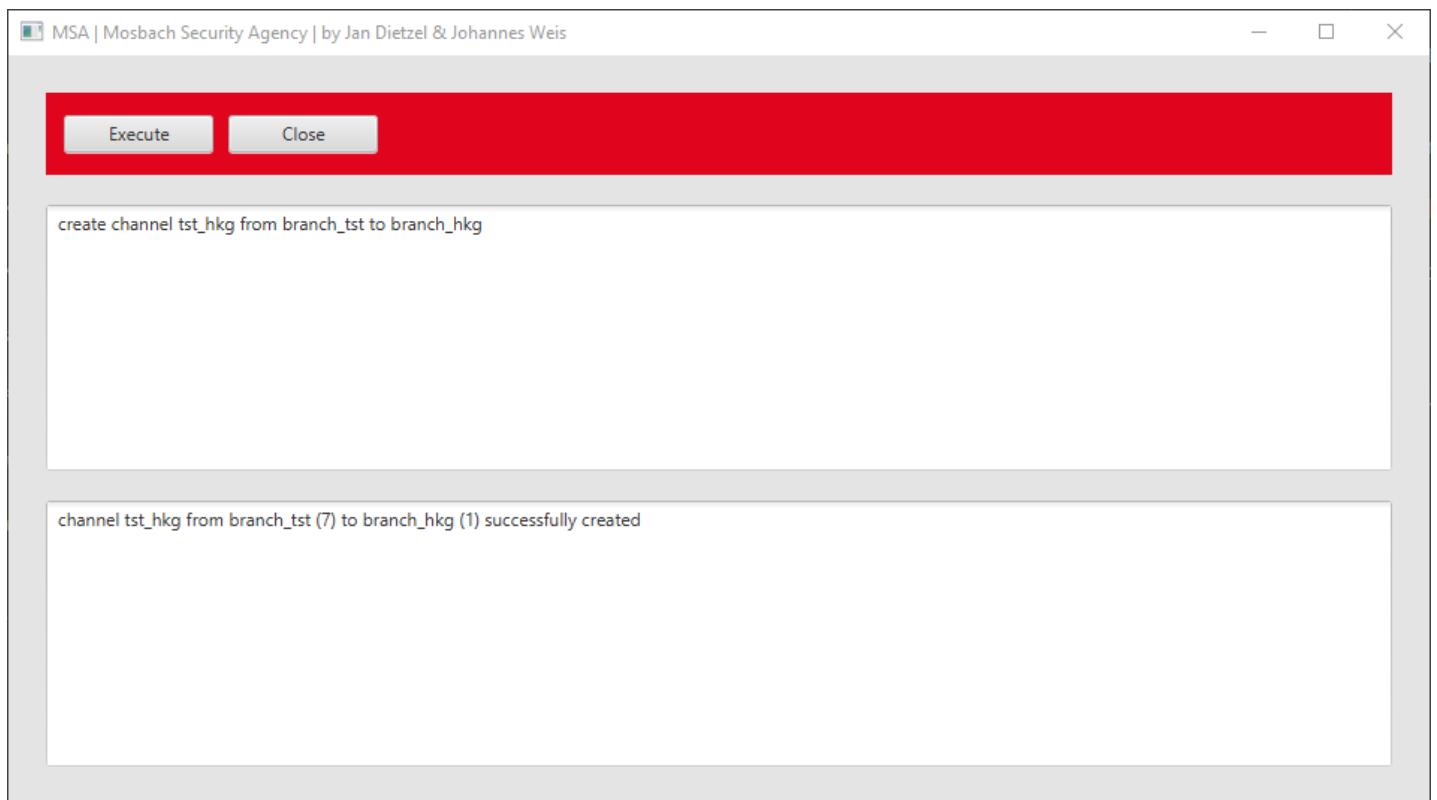 MSA | Mosbach Security Agency | by Jan Dietzel & Johannes Weis
Execute
Close
create channel tst_hkg from branch_tst to branch_hkg
channel tst_hkg from branch_tst (7) to branch_hkg (1) successfully created